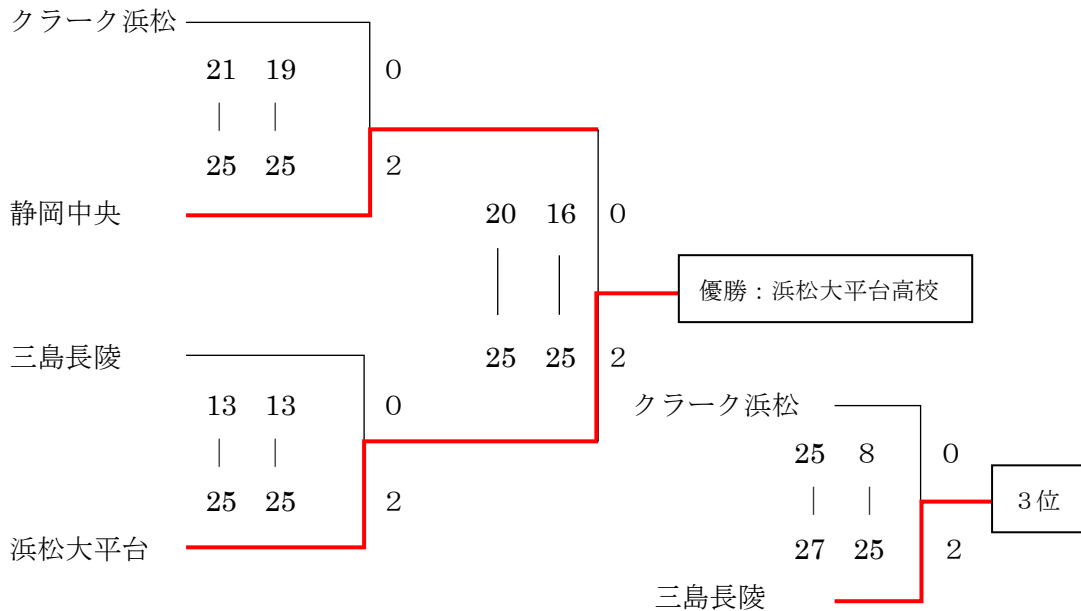 クラーク浜松
21 19 0
| |
25 25 2
静岡中央
20 16 0
| |
優勝：浜松大平台高校
25 25 2
三島長陵
13 13 0
| |
25 25 2
浜松大平台
クラーク浜松
25 8 0
| |
３位
27 25 2
三島長陵